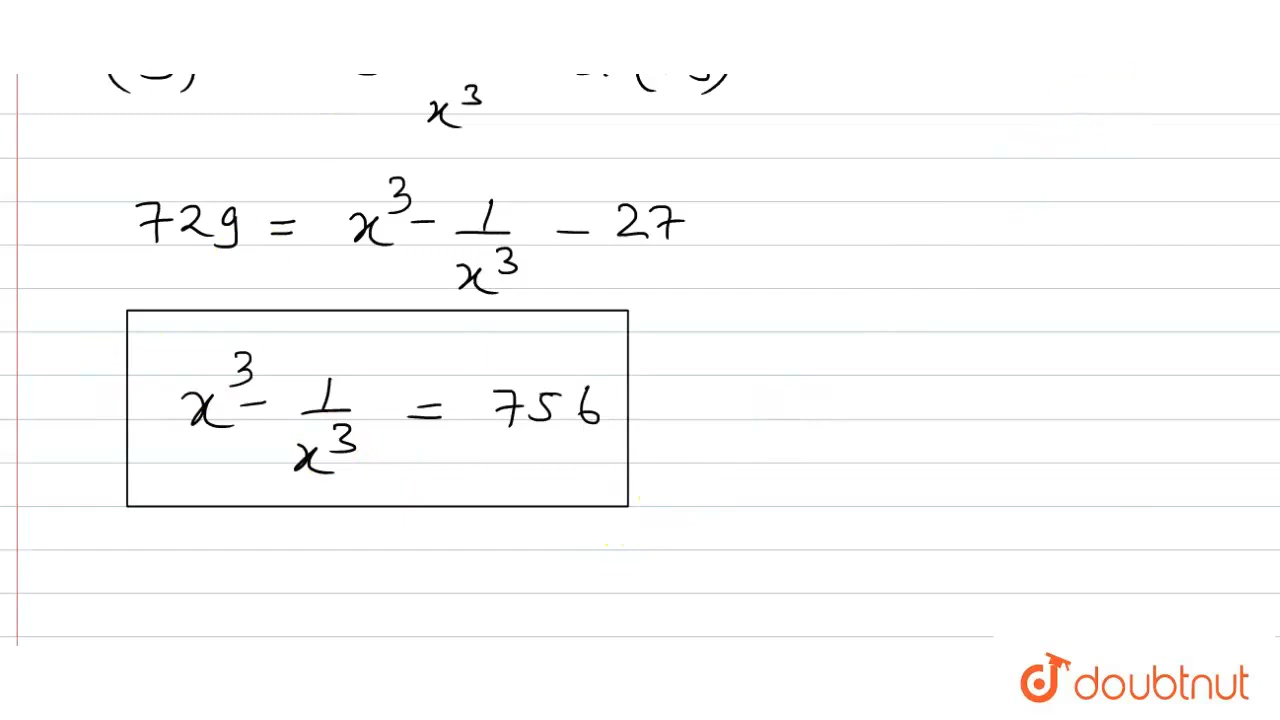 x³
729 = x³ - 1/x³ - 27
x³ - 1/x³ = 756
doubtnut